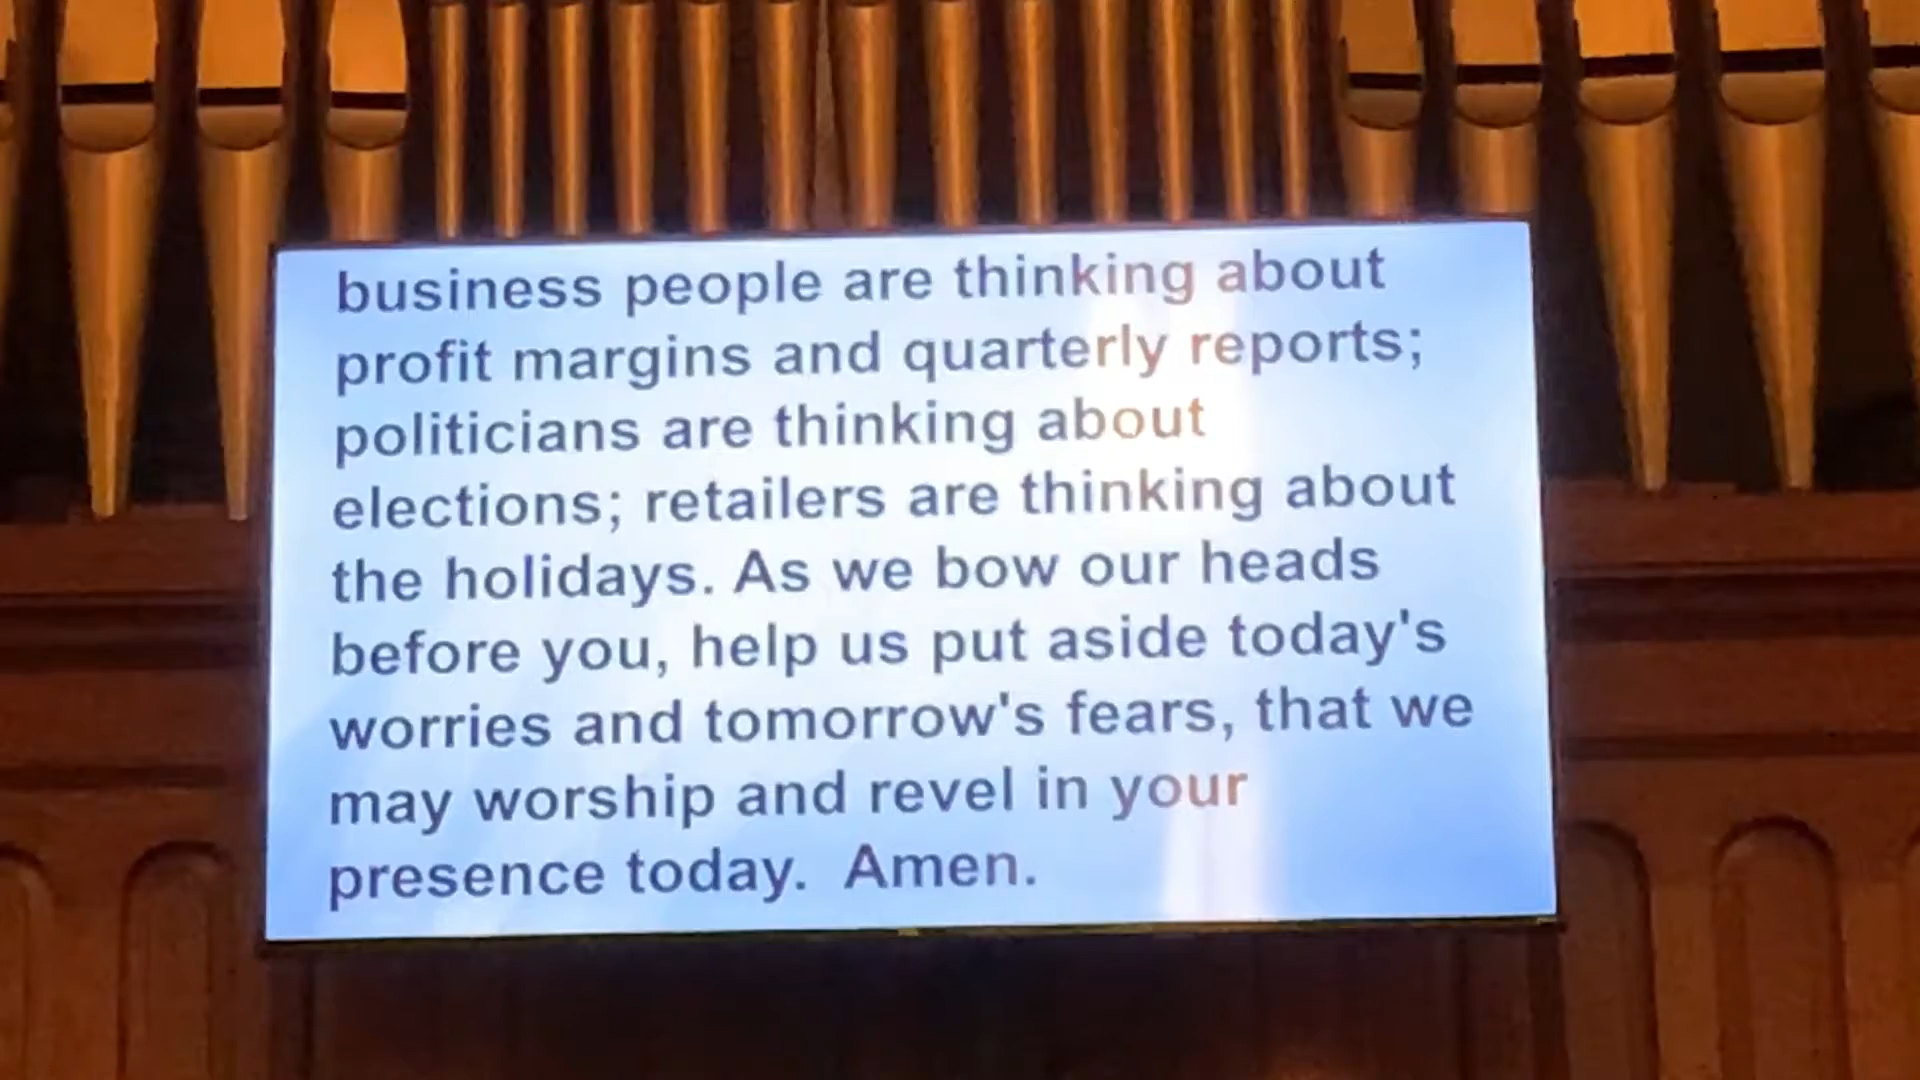 business people are thinking about
profit margins and quarterly reports;
politicians are thinking about
elections; retailers are thinking about
the holidays. As we bow our heads
before you, help us put aside today's
worries and tomorrow's fears, that we
may worship and revel in your
presence today.  Amen.